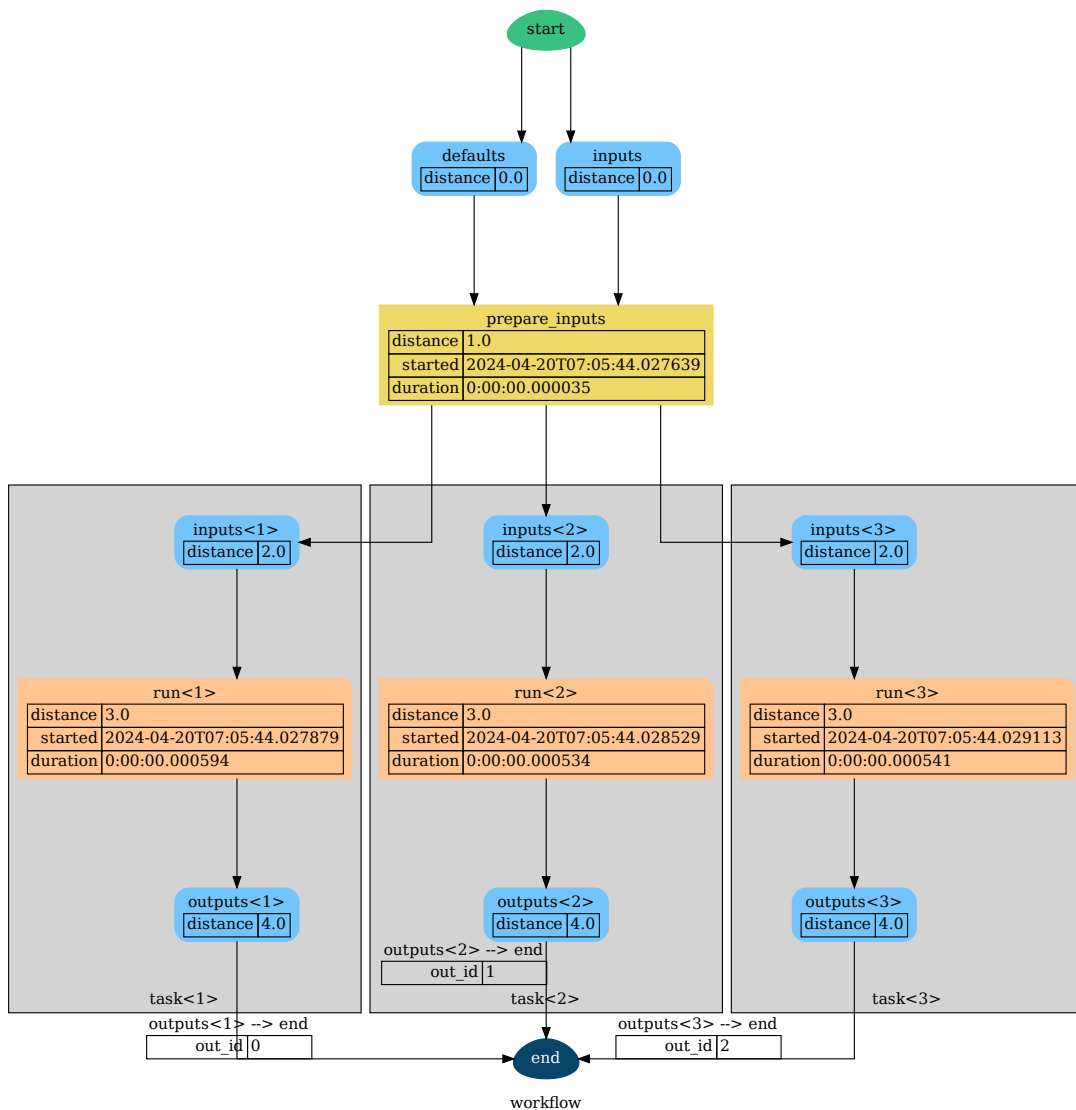 start
defaults
distance 0.0
inputs
distance 0.0
prepare_inputs
distance 1.0
started 2024-04-20T07:05:44.027639
duration 0:00:00.000035
inputs<1>
distance 2.0
inputs<2>
distance 2.0
inputs<3>
distance 2.0
run<1>
distance 3.0
started 2024-04-20T07:05:44.027879
duration 0:00:00.000594
run<2>
distance 3.0
started 2024-04-20T07:05:44.028529
duration 0:00:00.000534
run<3>
distance 3.0
started 2024-04-20T07:05:44.029113
duration 0:00:00.000541
outputs<1>
distance 4.0
outputs<2>
distance 4.0
outputs<3>
distance 4.0
outputs<2> --> end
out_id 1
task<1>
task<2>
task<3>
outputs<1> --> end
out_id 0
outputs<3> --> end
out_id 2
end
workflow